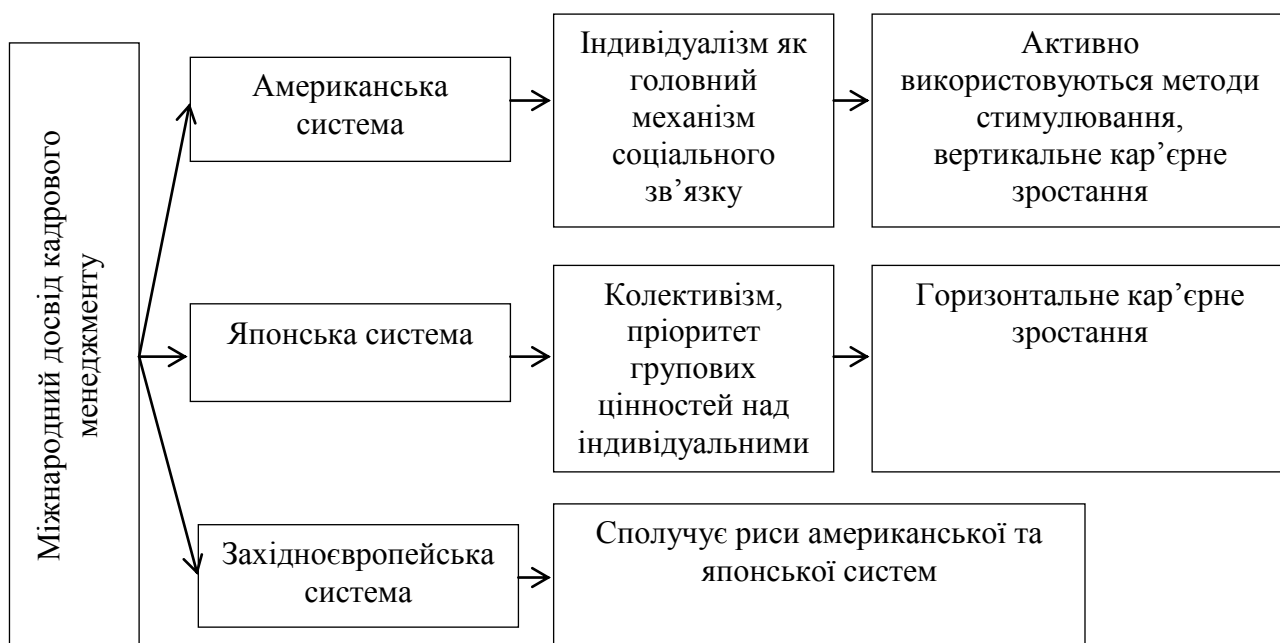 Міжнародний досвід кадрового
менеджменту
Американська
система
Індивідуалізм як
головний
механізм
соціального
зв’язку
Активно
використовуються методи
стимулювання,
вертикальне кар’єрне
зростання
Японська система
Колективізм,
пріоритет
групових
цінностей над
індивідуальними
Горизонтальне кар’єрне
зростання
Західноєвропейська
система
Сполучує риси американської та
японської систем